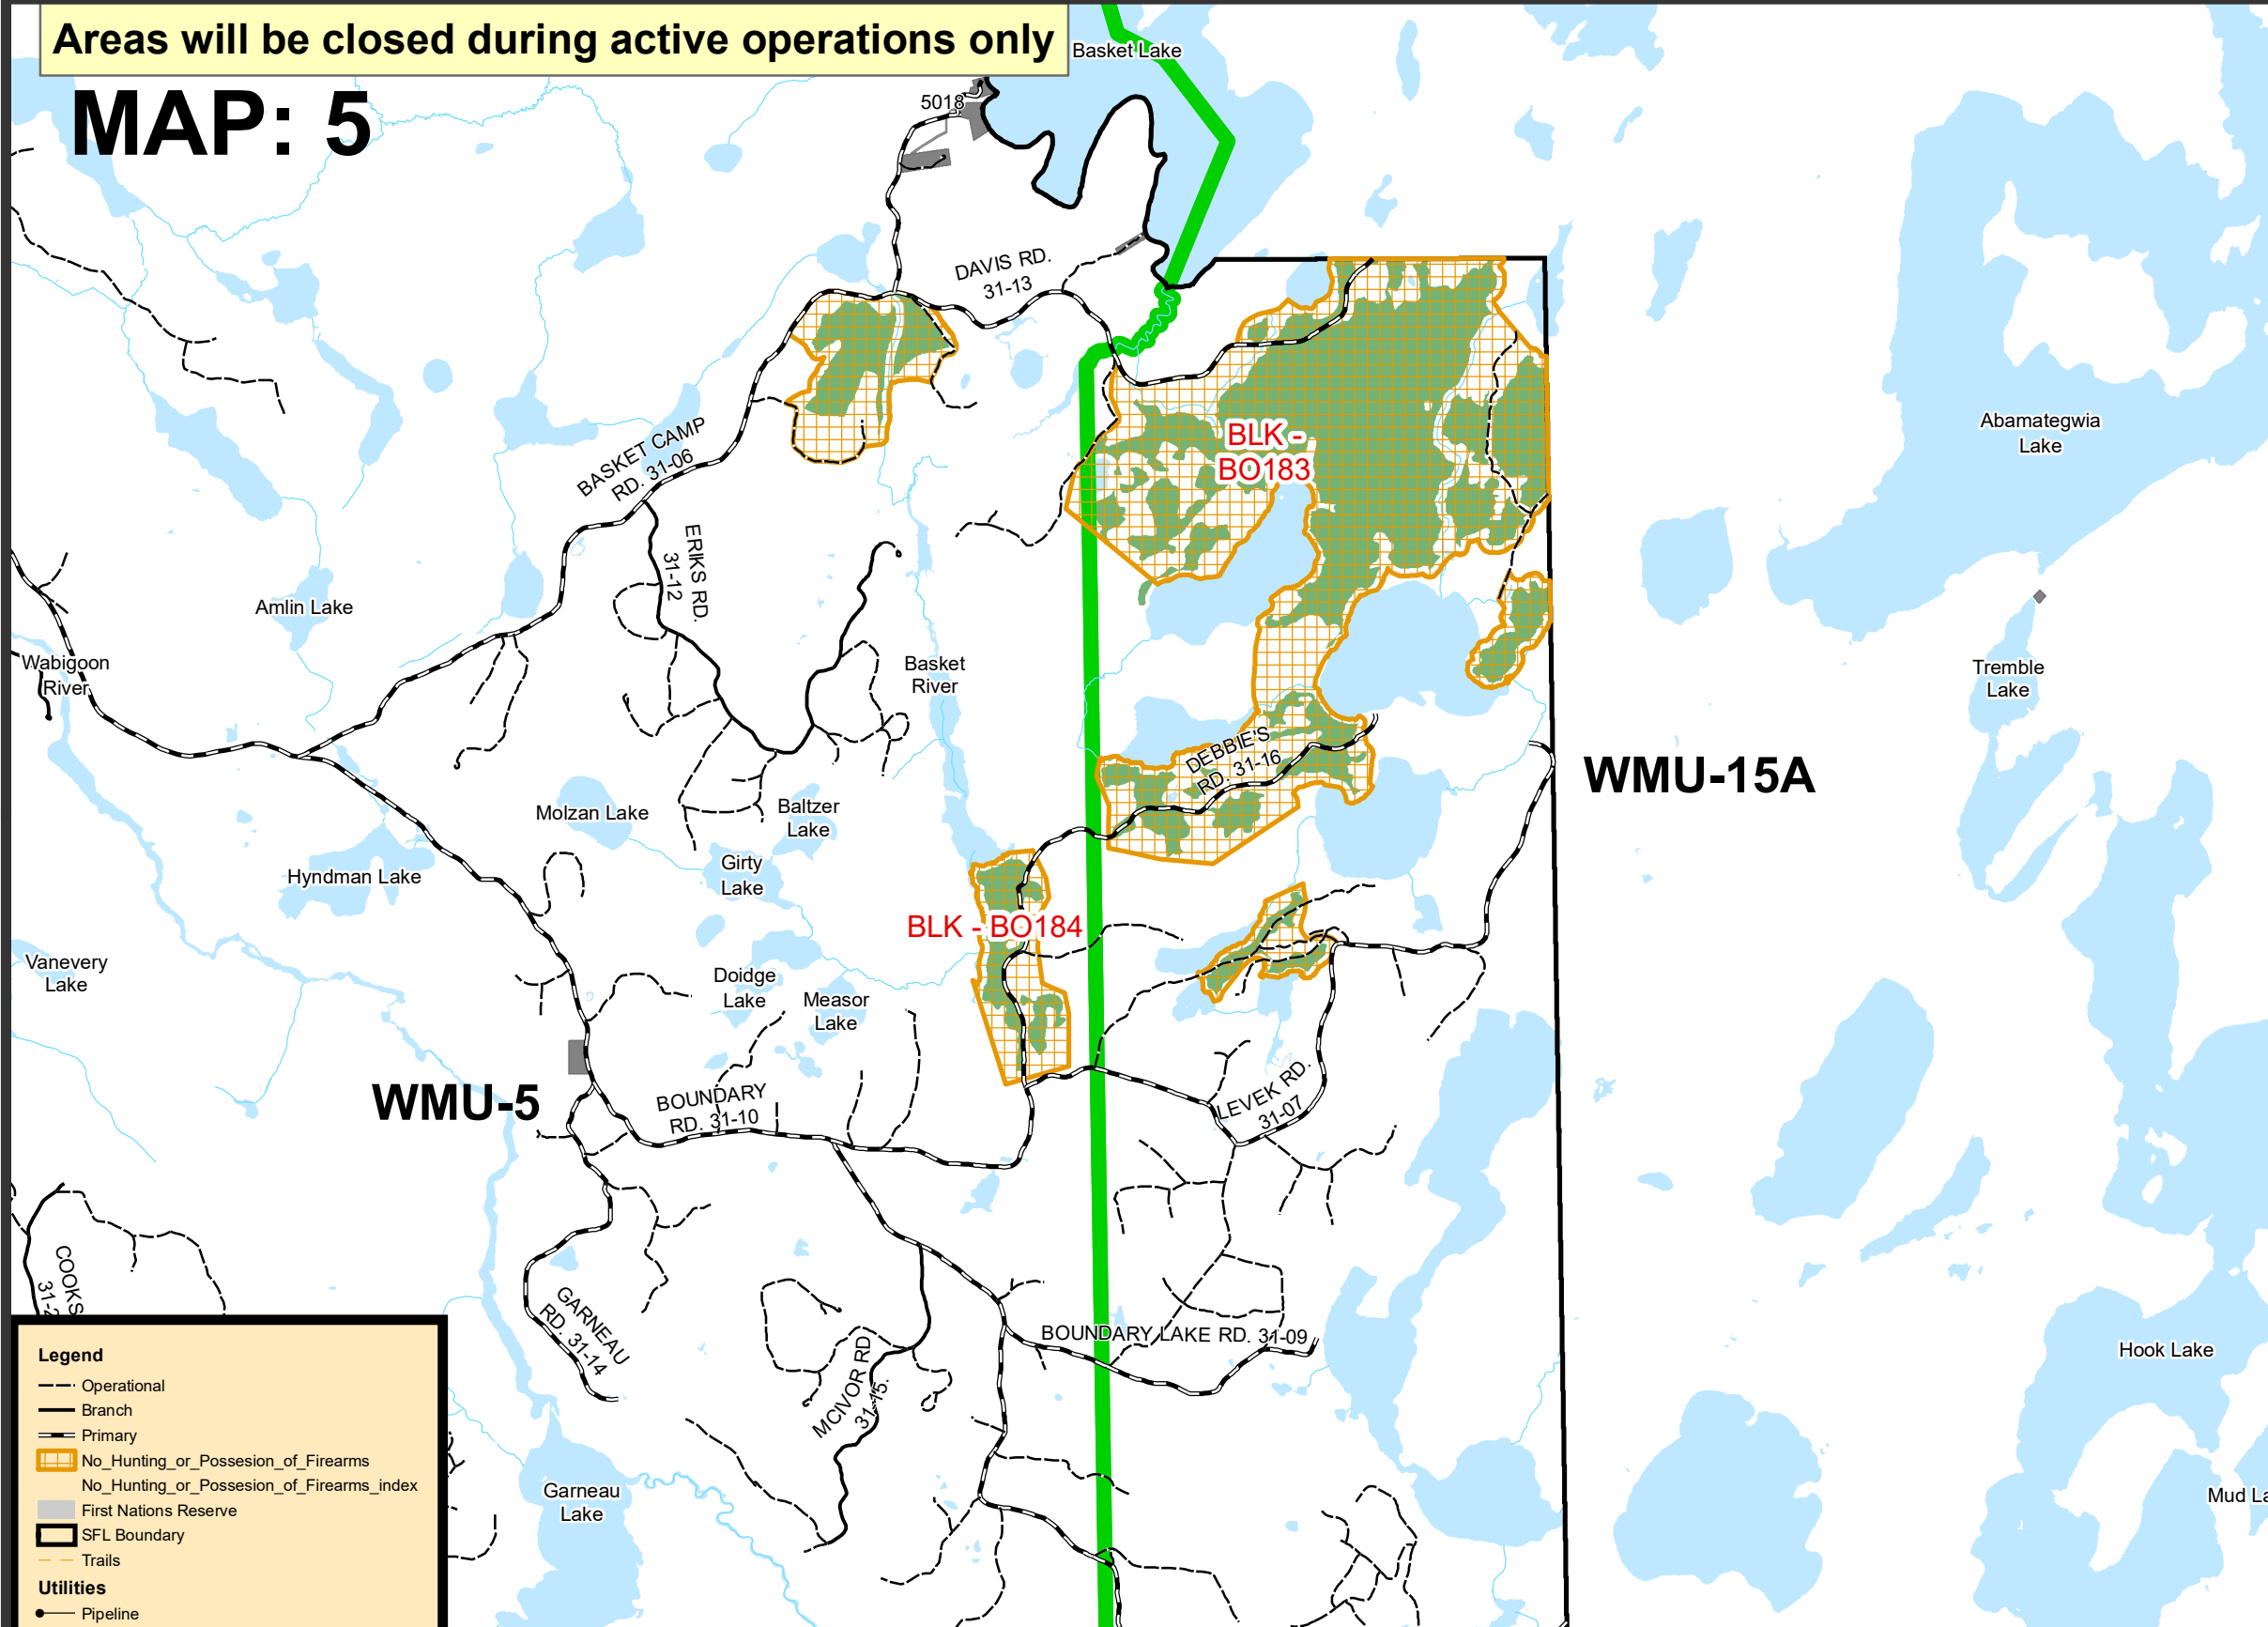 Areas will be closed during active operations only
MAP: 5
Basket Lake
5018
DAVIS RD.
31-13
BASKET CAMP
RD. 31-06
ERIKS RD.
31-12
BLK -
BO183
Abamategwia
Lake
Amlin Lake
Wabigoon
River
Basket
River
Tremble
Lake
DEBBIE'S
RD. 31-16
WMU-15A
Molzan Lake
Baltzer
Lake
Hyndman Lake
Girty
Lake
BLK - BO184
Vanevery
Lake
Doidge
Lake
Measor
Lake
WMU-5
BOUNDARY
RD. 31-10
LEVEK RD.
31-07
COOKS
GARNEAU
RD. 31-14
MCIVOR RD
31-15.
BOUNDARY LAKE RD. 31-09
Hook Lake
Garneau
Lake
Mud La
Legend
Operational
Branch
Primary
No_Hunting_or_Possesion_of_Firearms
No_Hunting_or_Possesion_of_Firearms_index
First Nations Reserve
SFL Boundary
Trails
Utilities
Pipeline